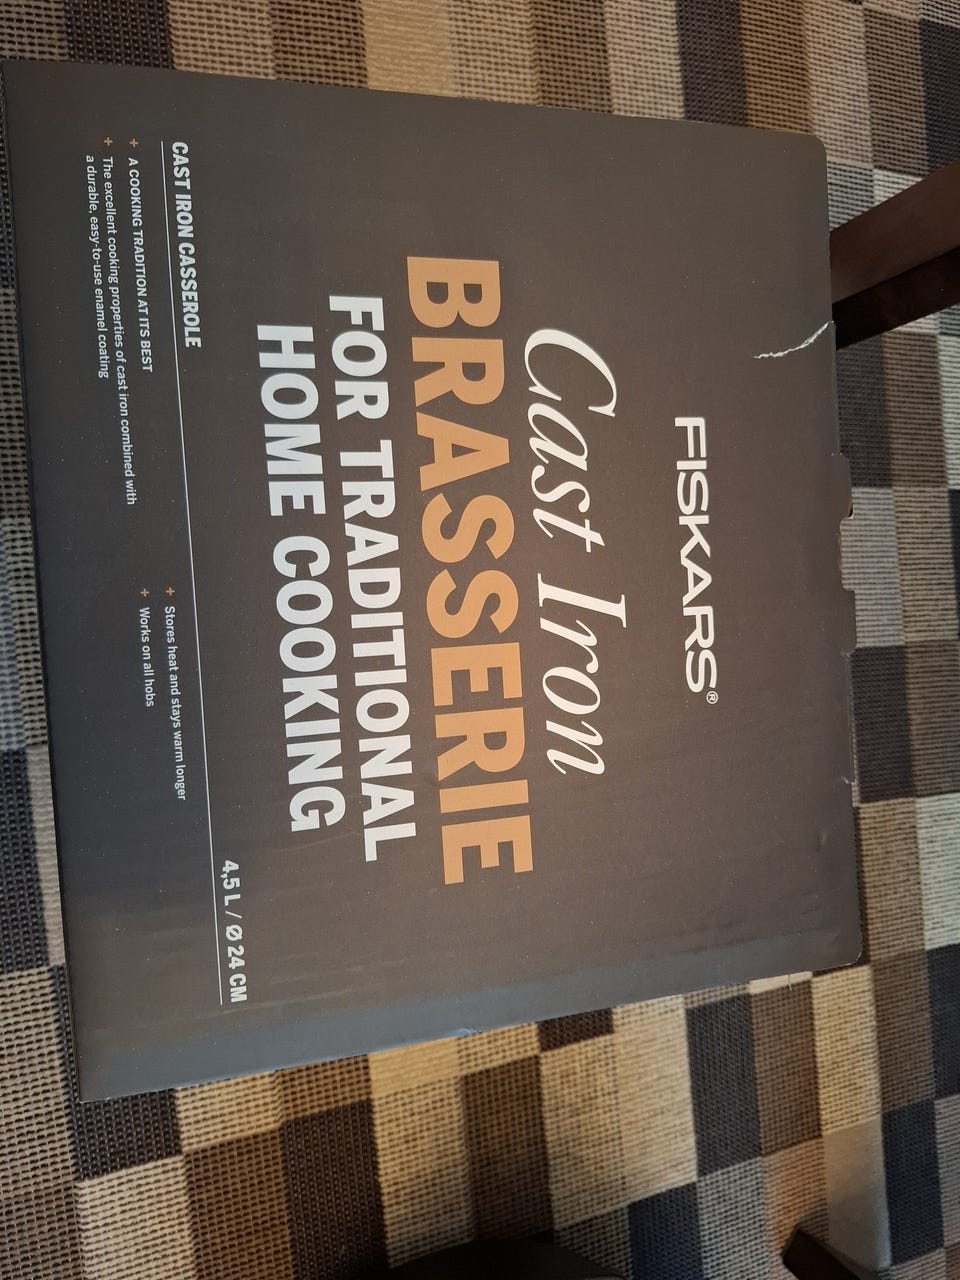 FISKARS®
Cast Iron
BRASSERIE
FOR TRADITIONAL
HOME COOKING
CAST IRON CASSEROLE
4,5 L / Ø 24 CM
+ A COOKING TRADITION AT ITS BEST
+ The excellent cooking properties of cast iron combined with
a durable, easy-to-use enamel coating
+ Stores heat and stays warm longer
+ Works on all hobs